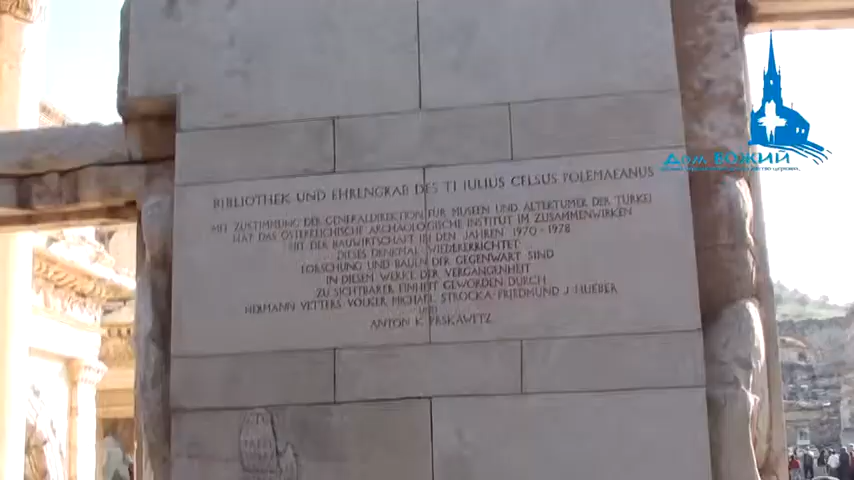 Дом БОЖИЙ
BIBLIOTHEK UND EHRENGRAB DES TI IULIUS CELSUS POLEMAEANUS
MIT ZUSTIMMUNG DER GENERALDIREKTION FÜR MUSEEN UND ALTERTÜMER DER TÜRKEI
HAT DAS ÖSTERREICHISCHE ARCHAEOLOGISCHE INSTITUT IM ZUSAMMENWIRKEN
MIT DER BAUWIRTSCHAFT IN DEN JAHREN 1970-1978
DIESES DENKMAL WIEDERERRICHTET
FORSCHUNG UND BAUEN DER GEGENWART SIND
IN DIESEM WERK DER VERGANGENHEIT
ZU SICHTBARER EINHEIT GEWORDEN DURCH
HERMANN VETTERS·VOLKER MICHAEL STROCKA·FRIEDMUND J·HUEBER
UND
ANTON K·PRSKAWITZ